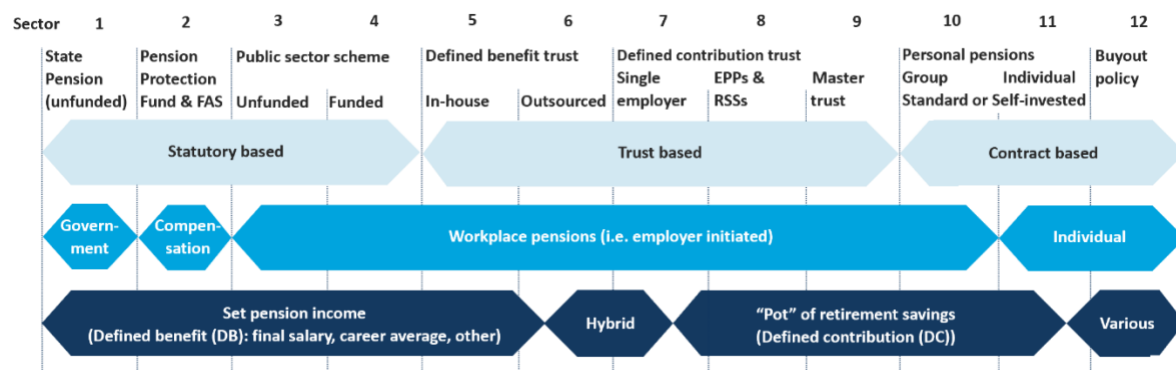 Sector 1 2 3 4 5 6 7 8 9 10 11 12
State Pension Public sector scheme Defined benefit trust Defined contribution trust Personal pensions Buyout
Pension Protection Single EPPs & Master Group Individual policy
(unfunded) Fund & FAS Unfunded Funded In-house Outsourced employer RSSs trust Standard or Self-invested
Statutory based Trust based Contract based
Govern- Compen-
ment sation Workplace pensions (i.e. employer initiated) Individual
Set pension income "Pot" of retirement savings
(Defined benefit (DB): final salary, career average, other) Hybrid (Defined contribution (DC)) Various